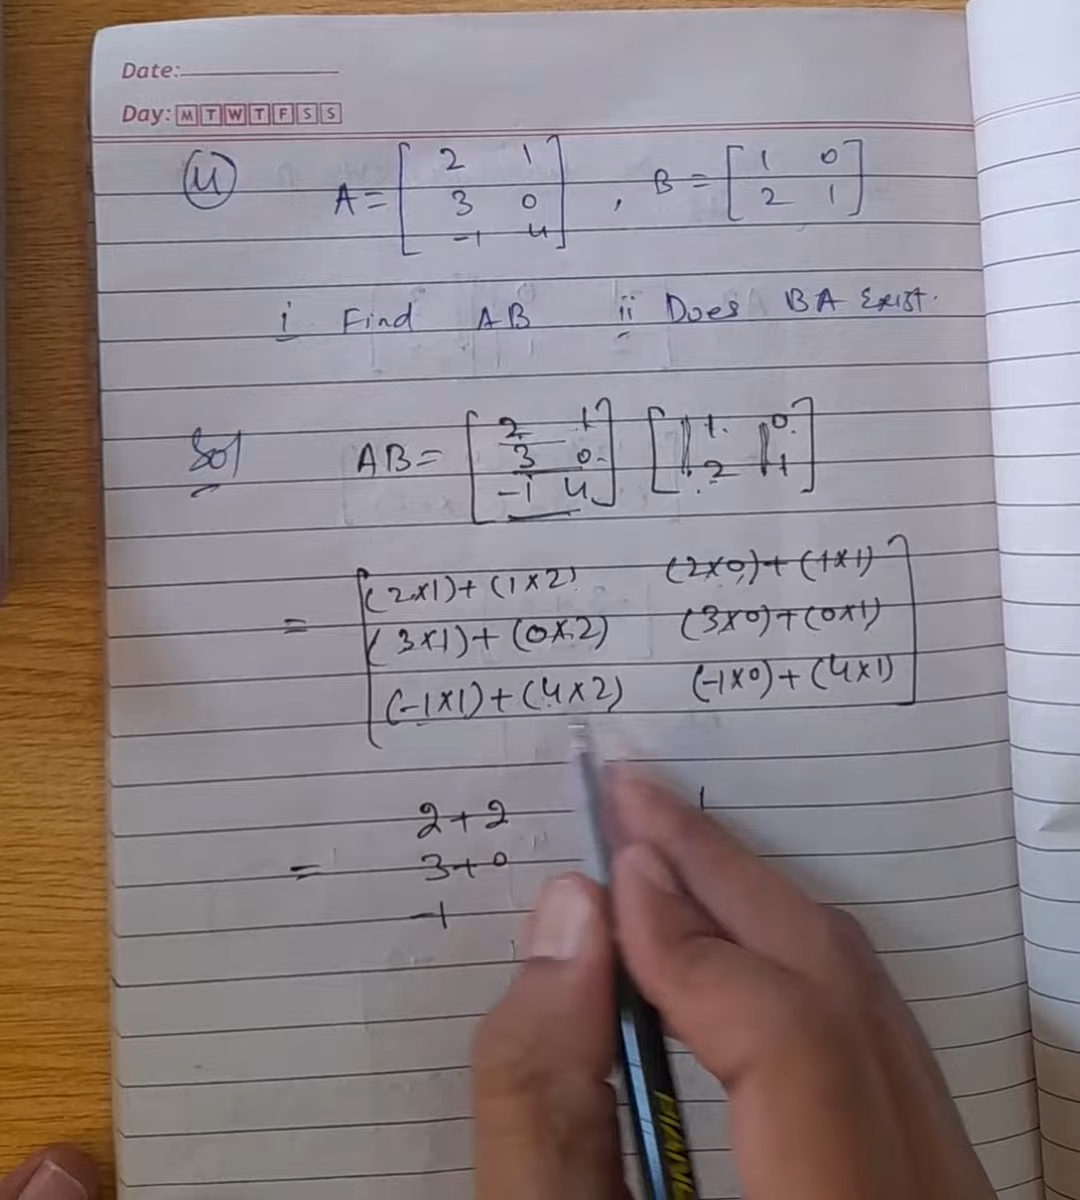 Date:
Day: M T W T F S S
4 A = [ 2 1 , B = [ 1 0 ]
3 0 2 1
-1 4 ]
i Find AB ii Does BA Exist.
Sol AB = [ 2 1 ] [ 1 0 ]
3 0 2 1
-1 4
= [ (2×1)+(1×2) (2×0)+(1×1) ]
(3×1)+(0×2) (3×0)+(0×1)
(-1×1)+(4×2) (-1×0)+(4×1)
2+2 1
= 3+0
-1